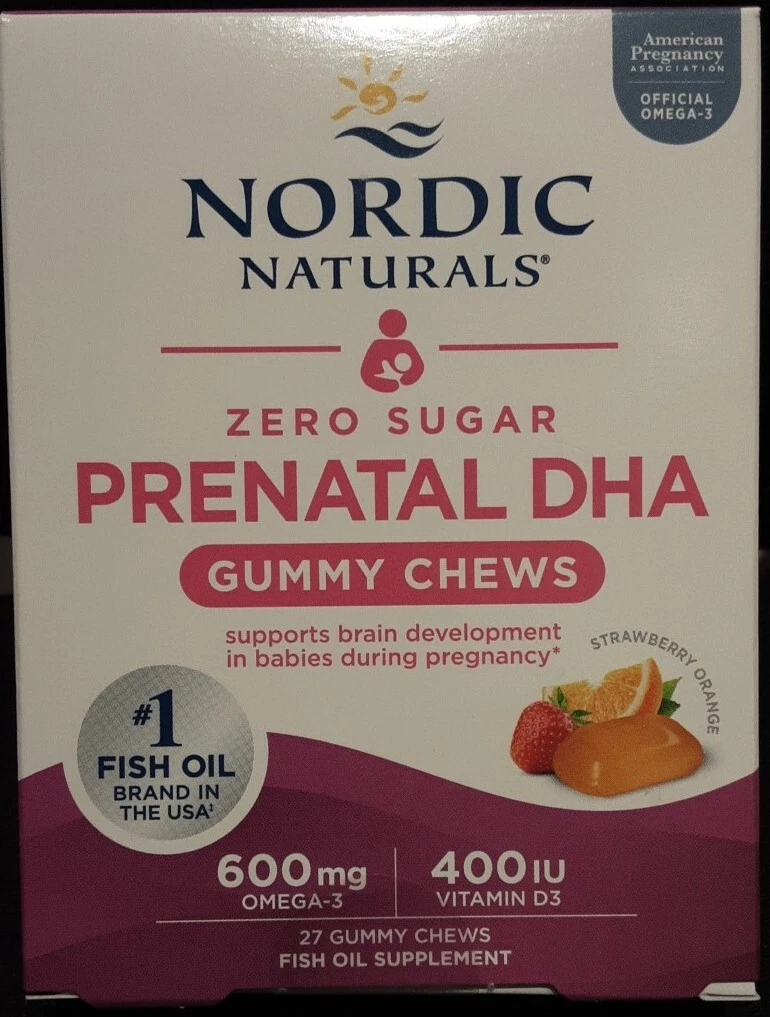 American
Pregnancy
ASSOCIATION
OFFICIAL
OMEGA-3
NORDIC
NATURALS®
ZERO SUGAR
PRENATAL DHA
GUMMY CHEWS
supports brain development
in babies during pregnancy*
STRAWBERRY ORANGE
#1
FISH OIL
BRAND IN
THE USA‡
600mg
OMEGA-3
400IU
VITAMIN D3
27 GUMMY CHEWS
FISH OIL SUPPLEMENT